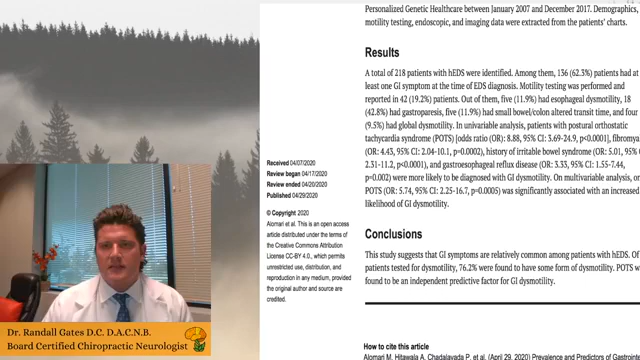 Personalized Genetic Healthcare between January 2007 and December 2017. Demographics,
motility testing, endoscopic, and imaging data were extracted from the patients' charts.
Results
A total of 218 patients with hEDS were identified. Among them, 136 (62.3%) patients had at
least one GI symptom at the time of EDS diagnosis. Motility testing was performed and
reported in 42 (19.2%) patients. Out of them, five (11.9%) had esophageal dysmotility, 18
(42.8%) had gastroparesis, five (11.9%) had small bowel/colon altered transit time, and four
(9.5%) had global dysmotility. In univariable analysis, patients with postural orthostatic
tachycardia syndrome (POTS) [odds ratio (OR): 8.88, 95% CI: 3.69-24.9, p<0.0001], fibromya
(OR: 4.43, 95% CI: 2.04-10.1, p=0.0002), history of irritable bowel syndrome (OR: 5.01, 95%
2.31-11.2, p<0.0001), and gastroesophageal reflux disease (OR: 3.33, 95% CI: 1.55-7.44,
p=0.002) were more likely to be diagnosed with GI dysmotility. On multivariable analysis, on
POTS (OR: 5.74, 95% CI: 2.25-16.7, p=0.0005) was significantly associated with an increased
likelihood of GI dysmotility.
Conclusions
This study suggests that GI symptoms are relatively common among patients with hEDS. Of
patients tested for dysmotility, 76.2% were found to have some form of dysmotility. POTS
found to be an independent predictive factor for GI dysmotility.
Received 04/07/2020
Review began 04/17/2020
Review ended 04/20/2020
Published 04/29/2020
© Copyright 2020
Alomari et al. This is an open access
article distributed under the terms of
the Creative Commons Attribution
License CC-BY 4.0., which permits
unrestricted use, distribution, and
reproduction in any medium, provided
the original author and source are
credited.
How to cite this article
Alomari M, Hitawala A, Chadalavada P, et al. (April 29, 2020) Prevalence and Predictors of Gastroint
Dr. Randall Gates D.C. D.A.C.N.B.
Board Certified Chiropractic Neurologist